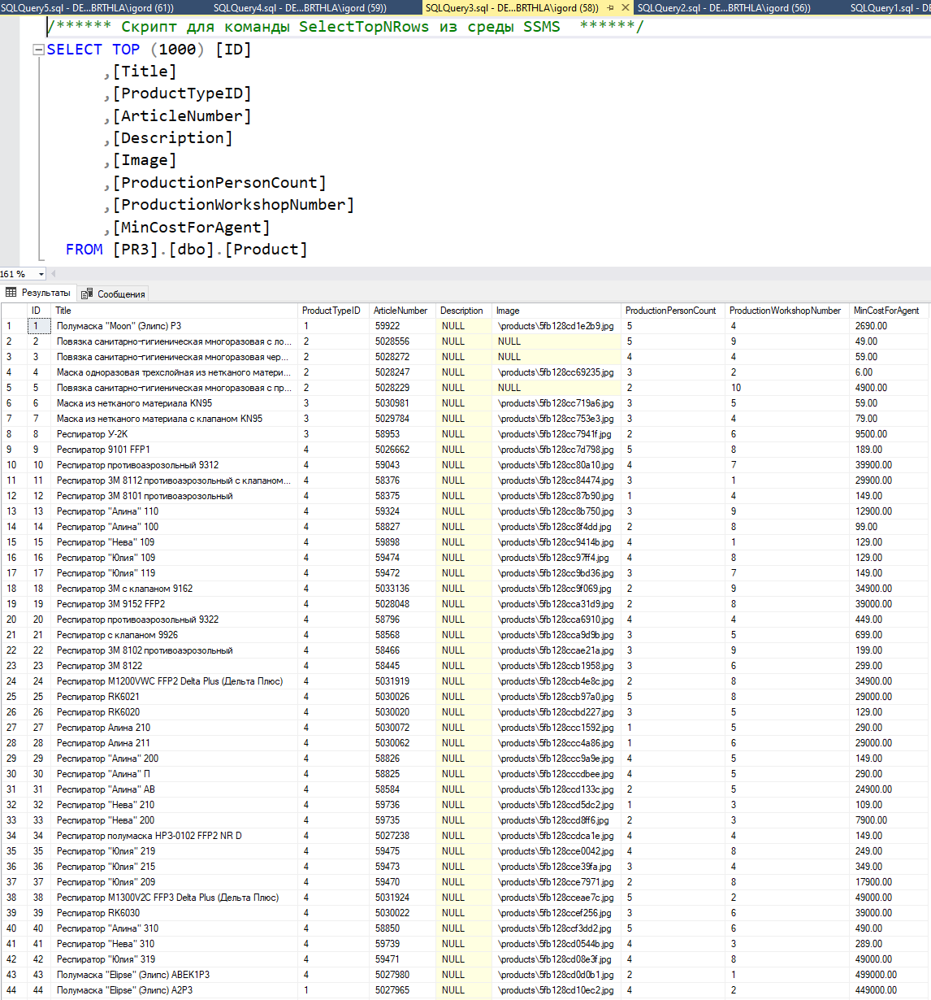 SQLQuery5.sql - DE...BRTHLA\igord (61)) SQLQuery4.sql - DE...BRTHLA\igord (59)) SQLQuery3.sql - DE...BRTHLA\igord (58)) SQLQuery2.sql - DE...BRTHLA\igord (56)) SQLQuery1.sql - DE
/****** Скрипт для команды SelectTopNRows из среды SSMS ******/
SELECT TOP (1000) [ID]
,[Title]
,[ProductTypeID]
,[ArticleNumber]
,[Description]
,[Image]
,[ProductionPersonCount]
,[ProductionWorkshopNumber]
,[MinCostForAgent]
FROM [PR3].[dbo].[Product]
161 %
Результаты Сообщения
ID Title ProductTypeID ArticleNumber Description Image ProductionPersonCount ProductionWorkshopNumber MinCostForAgent
1 1 Полумаска "Moon" (Элипс) P3 1 59922 NULL \products\5fb128cd1e2b9.jpg 5 4 2690.00
2 2 Повязка санитарно-гигиеническая многоразовая с ло... 2 5028556 NULL NULL 5 9 49.00
3 3 Повязка санитарно-гигиеническая многоразовая чер... 2 5028272 NULL NULL 4 4 59.00
4 4 Маска одноразовая трехслойная из нетканого матери... 2 5028247 NULL \products\5fb128cc69235.jpg 3 2 6.00
5 5 Повязка санитарно-гигиеническая многоразовая с пр... 2 5028229 NULL NULL 2 10 4900.00
6 6 Маска из нетканого материала KN95 3 5030981 NULL \products\5fb128cc719a6.jpg 3 5 59.00
7 7 Маска из нетканого материала с клапаном KN95 3 5029784 NULL \products\5fb128cc753e3.jpg 3 4 79.00
8 8 Респиратор У-2К 3 58953 NULL \products\5fb128cc7941f.jpg 2 6 9500.00
9 9 Респиратор 9101 FFP1 4 5026662 NULL \products\5fb128cc7d798.jpg 5 8 189.00
10 10 Респиратор противоаэрозольный 9312 4 59043 NULL \products\5fb128cc80a10.jpg 4 7 39900.00
11 11 Респиратор 3M 8112 противоаэрозольный с клапаном... 4 58376 NULL \products\5fb128cc84474.jpg 3 1 29900.00
12 12 Респиратор 3M 8101 противоаэрозольный 4 58375 NULL \products\5fb128cc87b90.jpg 1 4 149.00
13 13 Респиратор "Алина" 110 4 59324 NULL \products\5fb128cc8b750.jpg 3 9 12900.00
14 14 Респиратор "Алина" 100 4 58827 NULL \products\5fb128cc8f4dd.jpg 2 8 99.00
15 15 Респиратор "Нева" 109 4 59898 NULL \products\5fb128cc9414b.jpg 4 1 129.00
16 16 Респиратор "Юлия" 109 4 59474 NULL \products\5fb128cc97ff4.jpg 4 8 129.00
17 17 Респиратор "Юлия" 119 4 59472 NULL \products\5fb128cc9bd36.jpg 3 7 149.00
18 18 Респиратор 3M с клапаном 9162 4 5033136 NULL \products\5fb128cc9f069.jpg 2 9 34900.00
19 19 Респиратор 3M 9152 FFP2 4 5028048 NULL \products\5fb128cca31d9.jpg 2 8 39000.00
20 20 Респиратор противоаэрозольный 9322 4 58796 NULL \products\5fb128cca6910.jpg 4 4 449.00
21 21 Респиратор с клапаном 9926 4 58568 NULL \products\5fb128cca9d9b.jpg 3 5 699.00
22 22 Респиратор 3M 8102 противоаэрозольный 4 58466 NULL \products\5fb128ccae21a.jpg 3 9 199.00
23 23 Респиратор 3M 8122 4 58445 NULL \products\5fb128ccb1958.jpg 3 6 299.00
24 24 Респиратор M1200VWC FFP2 Delta Plus (Дельта Плюс) 4 5031919 NULL \products\5fb128ccb4e8c.jpg 2 8 34900.00
25 25 Респиратор RK6021 4 5030026 NULL \products\5fb128ccb97a0.jpg 5 8 29000.00
26 26 Респиратор RK6020 4 5030020 NULL \products\5fb128ccbd227.jpg 3 5 129.00
27 27 Респиратор Алина 210 4 5030072 NULL \products\5fb128ccc1592.jpg 1 5 290.00
28 28 Респиратор Алина 211 4 5030062 NULL \products\5fb128ccc4a86.jpg 1 6 29000.00
29 29 Респиратор "Алина" 200 4 58826 NULL \products\5fb128ccc9a9e.jpg 4 5 149.00
30 30 Респиратор "Алина" П 4 58825 NULL \products\5fb128cccdbee.jpg 4 5 290.00
31 31 Респиратор "Алина" АВ 4 58584 NULL \products\5fb128ccd133c.jpg 2 5 24900.00
32 32 Респиратор "Нева" 210 4 59736 NULL \products\5fb128ccd5dc2.jpg 1 3 109.00
33 33 Респиратор "Нева" 200 4 59735 NULL \products\5fb128ccd8ff6.jpg 2 3 7900.00
34 34 Респиратор полумаска НРЗ-0102 FFP2 NR D 4 5027238 NULL \products\5fb128ccdca1e.jpg 4 4 149.00
35 35 Респиратор "Юлия" 219 4 59475 NULL \products\5fb128cce0042.jpg 4 8 249.00
36 36 Респиратор "Юлия" 215 4 59473 NULL \products\5fb128cce39fa.jpg 3 4 349.00
37 37 Респиратор "Юлия" 209 4 59470 NULL \products\5fb128cce7971.jpg 2 8 17900.00
38 38 Респиратор M1300V2C FFP3 Delta Plus (Дельта Плюс) 4 5031924 NULL \products\5fb128cceae7c.jpg 5 2 49000.00
39 39 Респиратор RK6030 4 5030022 NULL \products\5fb128ccef256.jpg 3 6 39000.00
40 40 Респиратор "Алина" 310 4 58850 NULL \products\5fb128ccf3dd2.jpg 5 6 490.00
41 41 Респиратор "Нева" 310 4 59739 NULL \products\5fb128cd0544b.jpg 4 3 289.00
42 42 Респиратор "Юлия" 319 4 59471 NULL \products\5fb128cd08e3f.jpg 4 8 49000.00
43 43 Полумаска "Elipse" (Элипс) ABEK1P3 4 5027980 NULL \products\5fb128cd0d0b1.jpg 2 1 499000.00
44 44 Полумаска "Elipse" (Элипс) A2P3 1 5027965 NULL \products\5fb128cd10ec2.jpg 4 2 449000.00